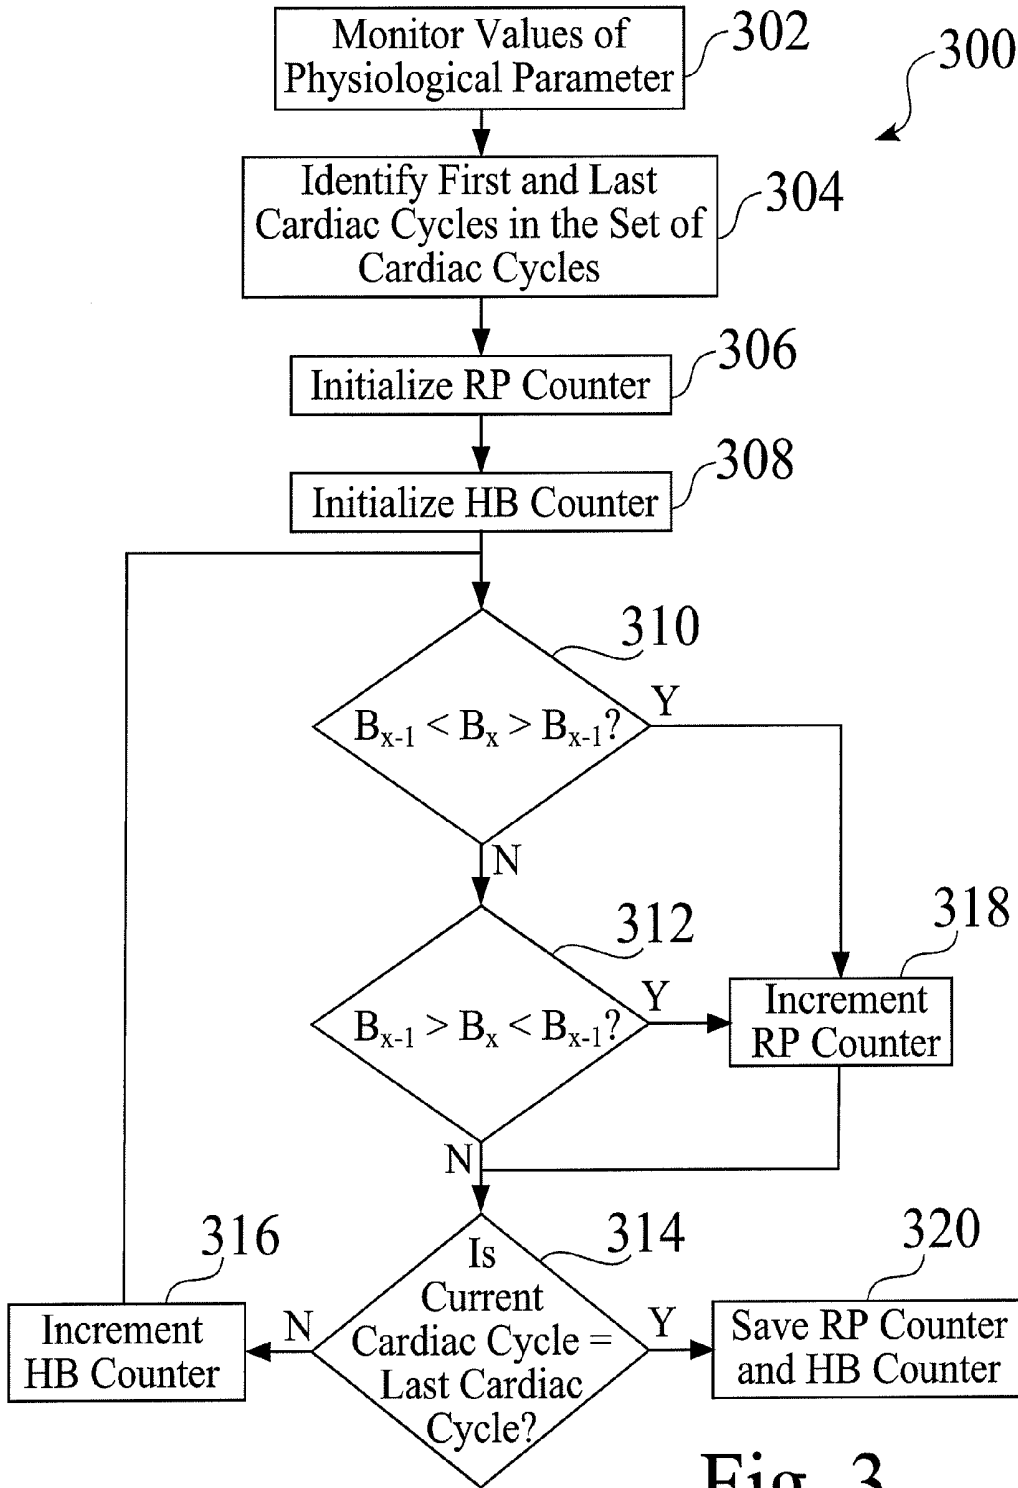 Monitor Values of
Physiological Parameter
302
300
Identify First and Last
Cardiac Cycles in the Set of
Cardiac Cycles
304
Initialize RP Counter
306
Initialize HB Counter
308
310
Bx-1 < Bx > Bx-1?
Y
N
312
Bx-1 > Bx < Bx-1?
Y
318
Increment
RP Counter
N
314
Is
Current
Cardiac Cycle =
Last Cardiac
Cycle?
316
N
Increment
HB Counter
Y
320
Save RP Counter
and HB Counter
Fig. 3